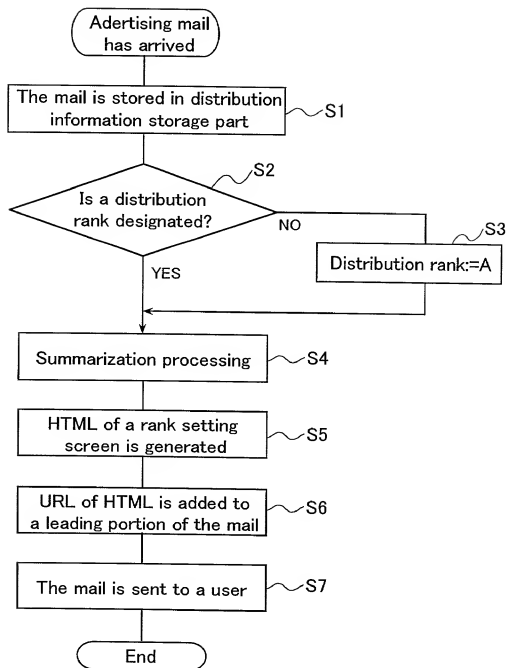 Adertising mail
has arrived
The mail is stored in distribution
information storage part
S1
S2
Is a distribution
rank designated?
NO
S3
Distribution rank:=A
YES
Summarization processing
S4
HTML of a rank setting
screen is generated
S5
URL of HTML is added to
a leading portion of the mail
S6
The mail is sent to a user
S7
End